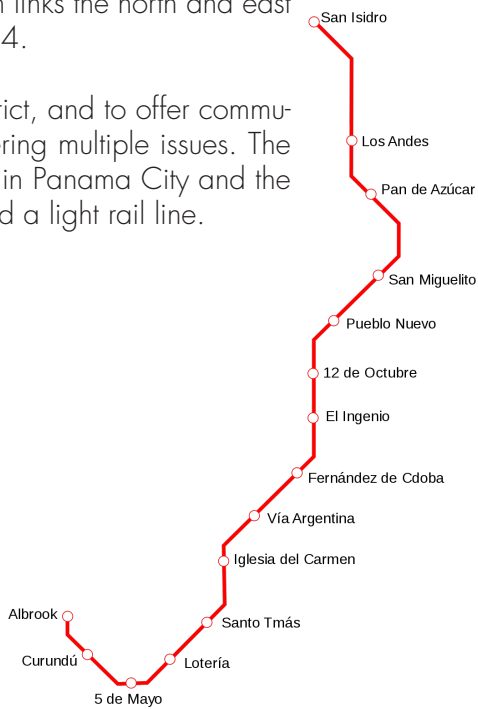 n links the north and east
4.
rict, and to offer commu-
ring multiple issues. The
in Panama City and the
d a light rail line.
San Isidro
Los Andes
Pan de Azúcar
San Miguelito
Pueblo Nuevo
12 de Octubre
El Ingenio
Fernández de Cdoba
Vía Argentina
Iglesia del Carmen
Santo Tmás
Lotería
5 de Mayo
Curundú
Albrook